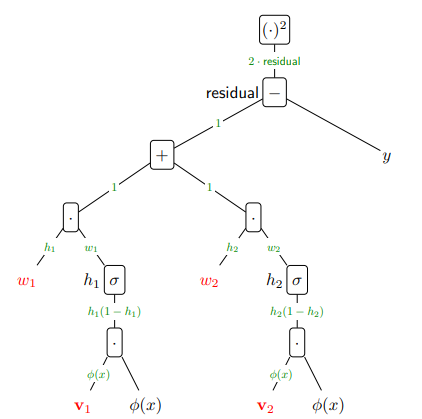 (·)²
2 · residual
residual −
1
+ y
1 1
· ·
h₁ w₁ h₂ w₂
w₁ h₁ σ w₂ h₂ σ
h₁(1 − h₁) h₂(1 − h₂)
· ·
ϕ(x) ϕ(x)
v₁ ϕ(x) v₂ ϕ(x)